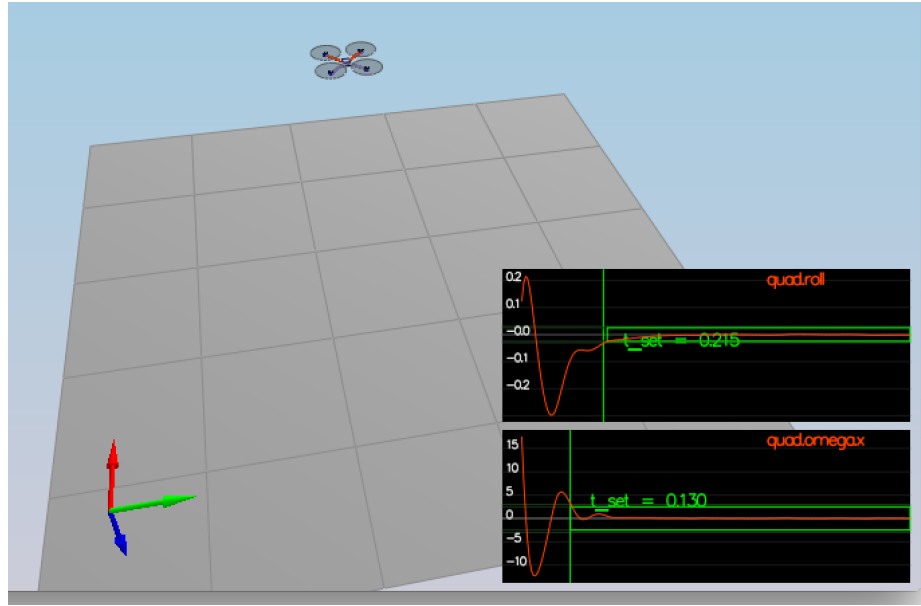 quad.roll
0.2
0.1
-0.0
t_set = 0.215
-0.1
-0.2
quad.omega.x
15
10
5
t_set = 0.130
0
-5
-10